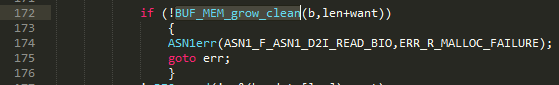 172 if (!BUF_MEM_grow_clean(b,len+want))
173 {
174 ASN1err(ASN1_F_ASN1_D2I_READ_BIO,ERR_R_MALLOC_FAILURE);
175 goto err;
176 }